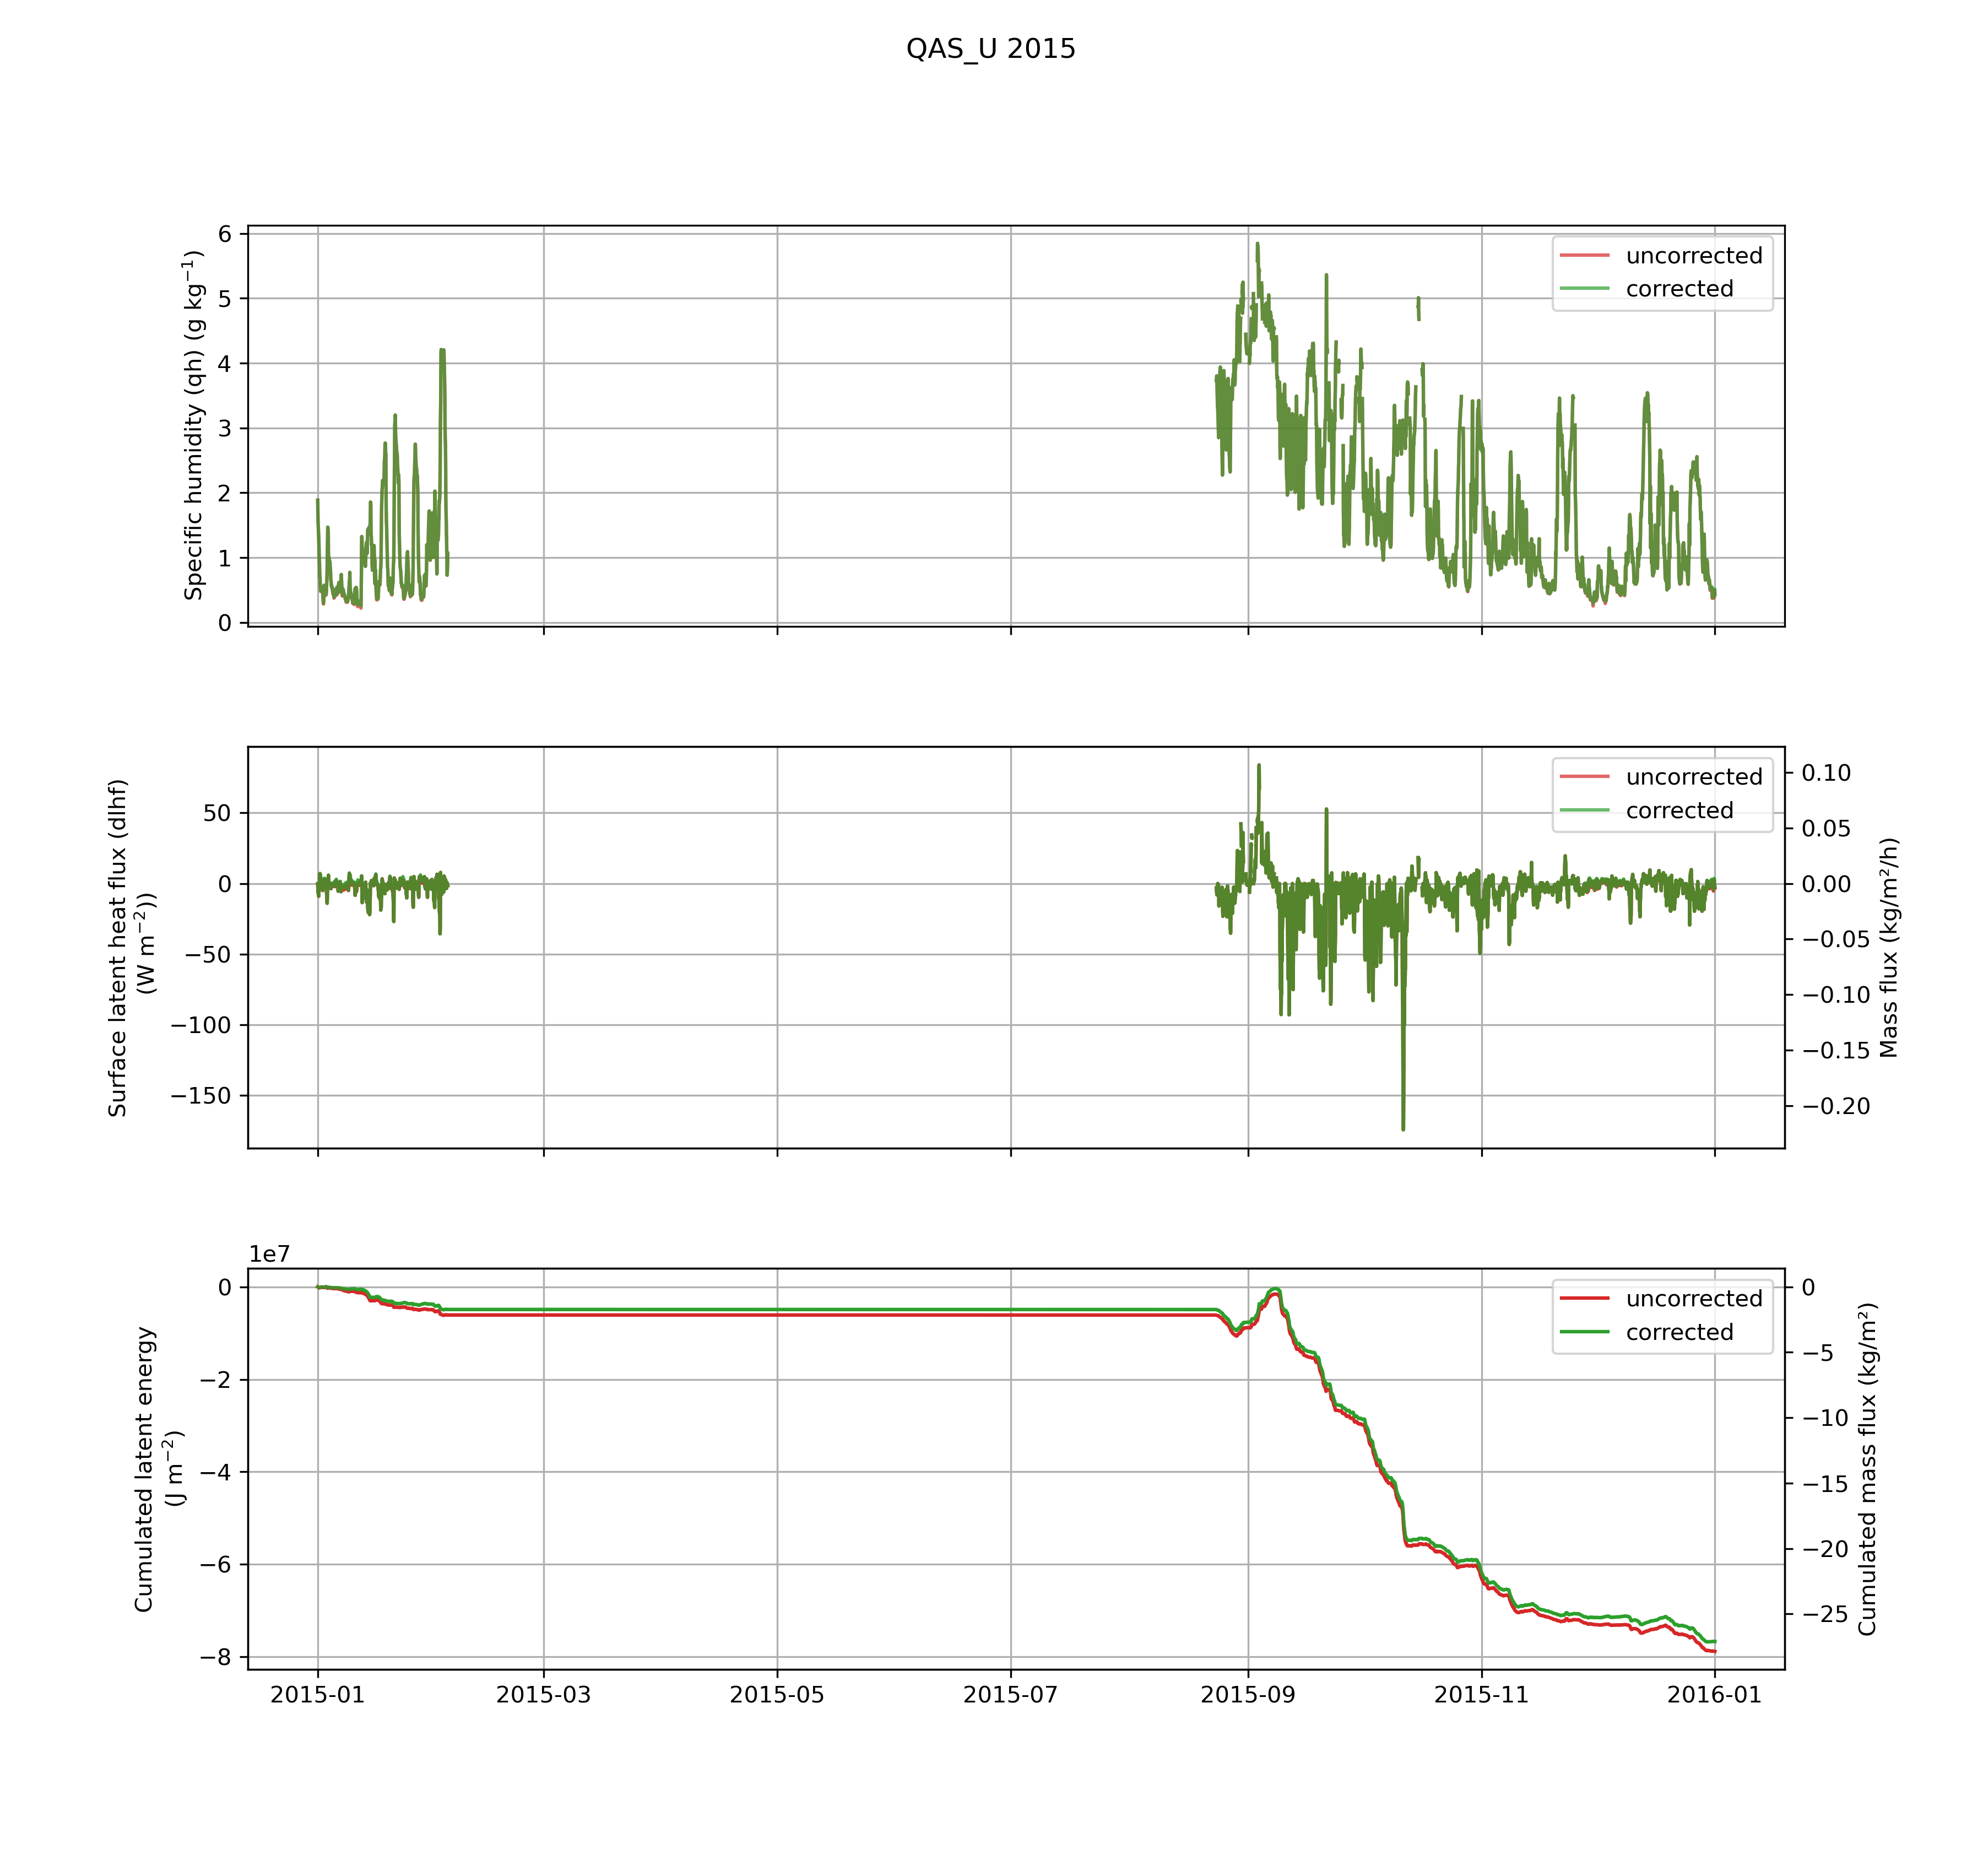 QAS_U 2015
Specific humidity (qh) (g kg⁻¹)
6
5
4
3
2
1
0
uncorrected
corrected
Surface latent heat flux (dlhf)
(W m⁻²))
50
0
−50
−100
−150
uncorrected
corrected
0.10
0.05
0.00
−0.05
−0.10
−0.15
−0.20
Mass flux (kg/m²/h)
1e7
Cumulated latent energy
(J m⁻²)
0
−2
−4
−6
−8
uncorrected
corrected
0
−5
−10
−15
−20
−25
Cumulated mass flux (kg/m²)
2015-01 2015-03 2015-05 2015-07 2015-09 2015-11 2016-01